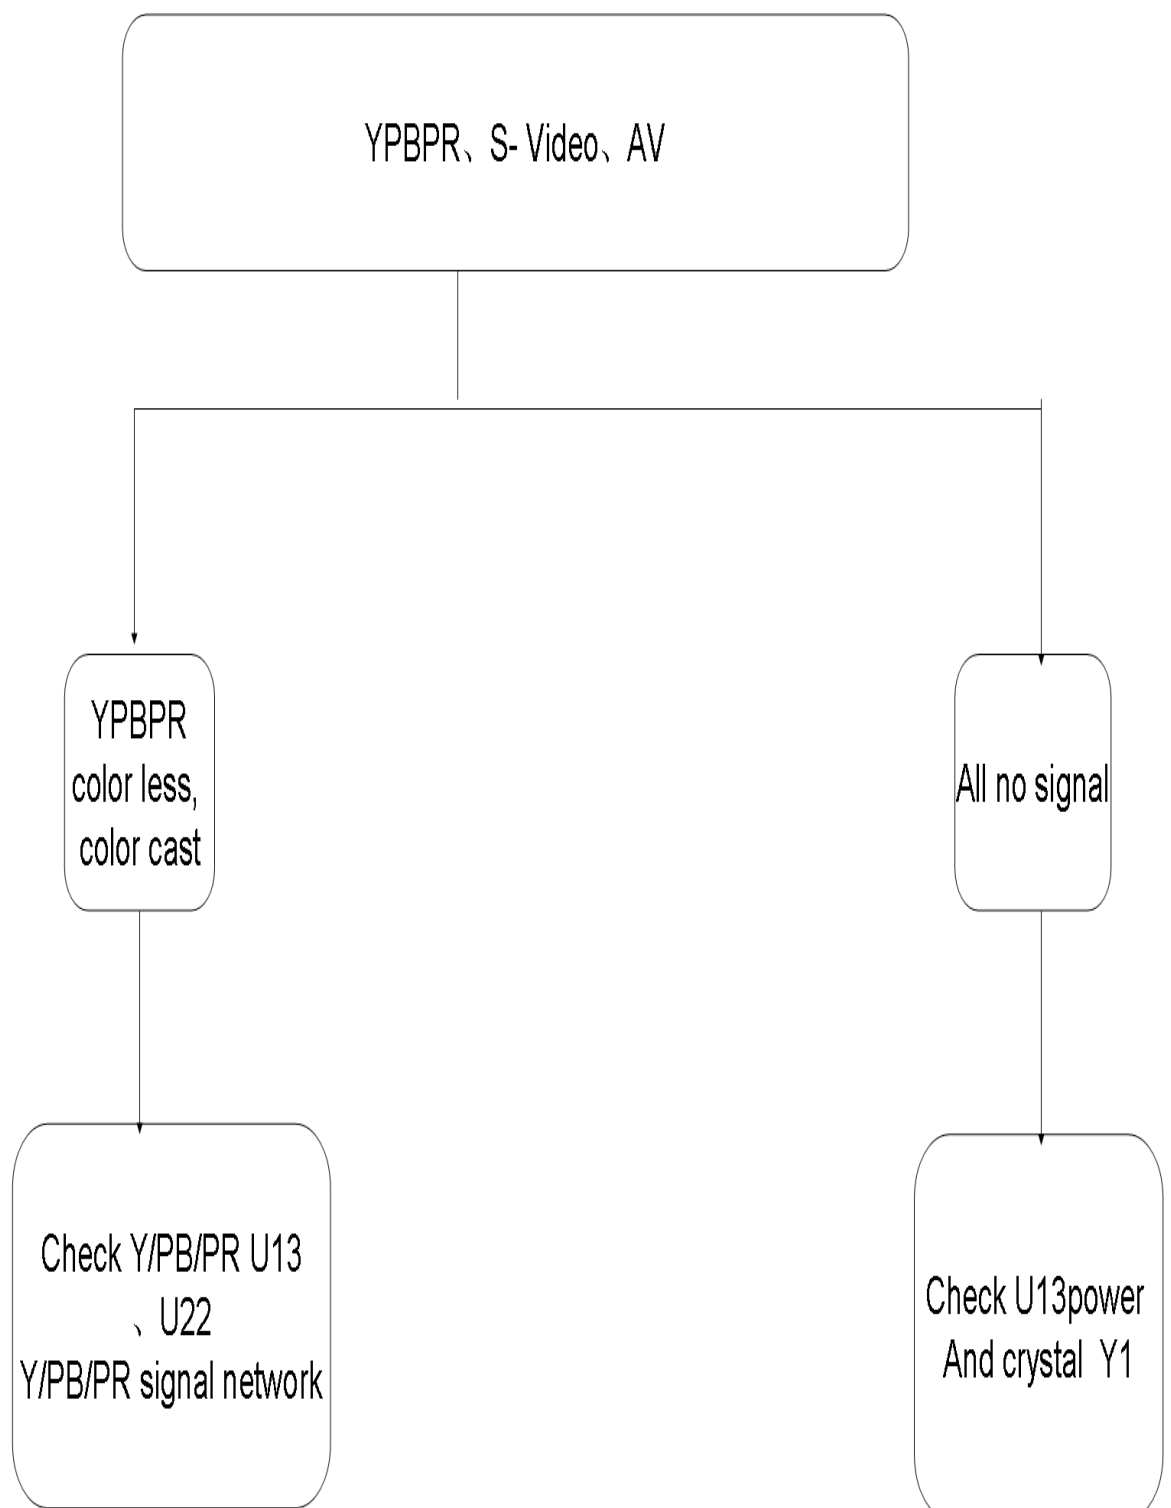 YPBPR、S- Video、AV
YPBPR
color less,
color cast
All no signal
Check Y/PB/PR U13
、U22
Y/PB/PR signal network
Check U13power
And crystal Y1